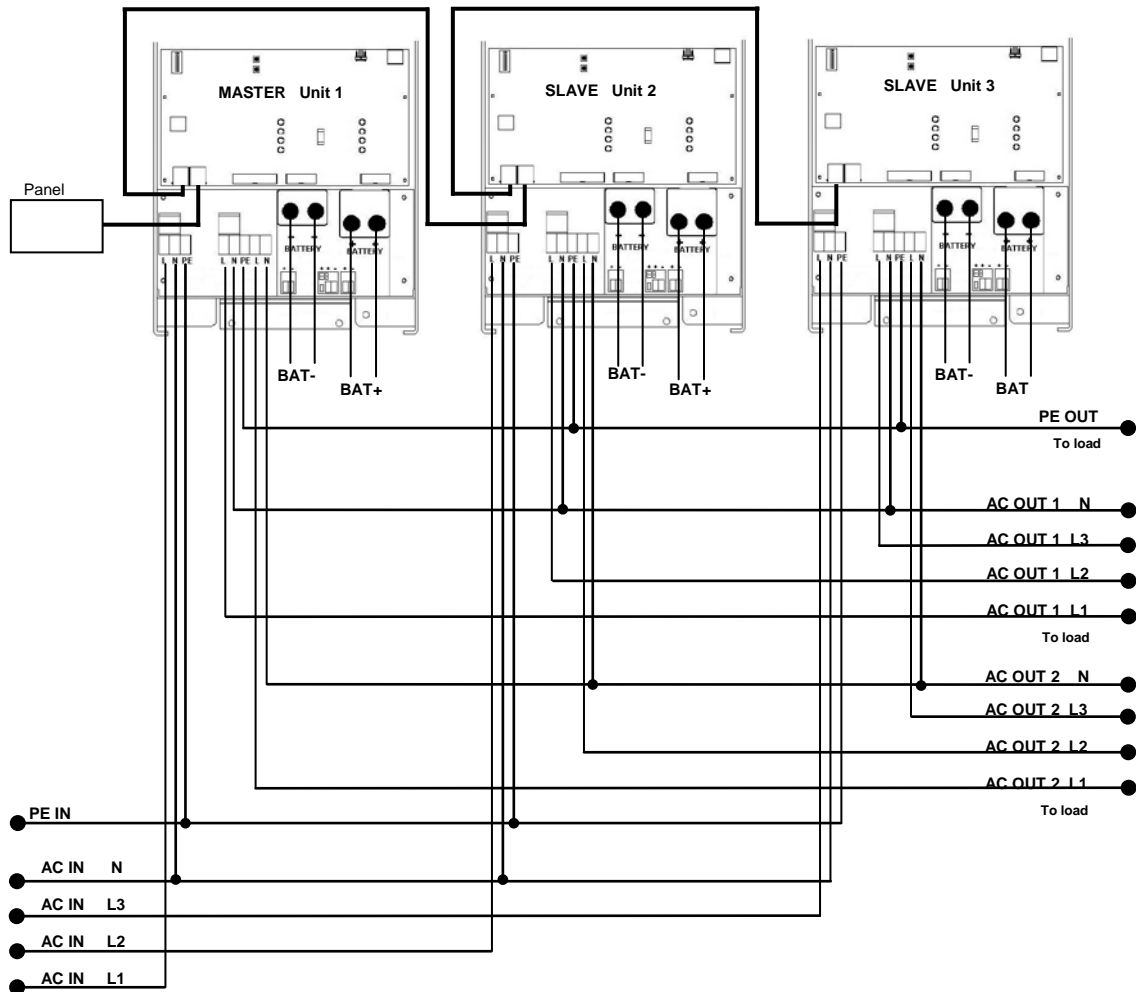 MASTER Unit 1
SLAVE Unit 2
SLAVE Unit 3
Panel
BATTERY
BATTERY
BATTERY
BATTERY
BATTERY
BATTERY
L N PE
L N PE L N
L N PE
L N PE L N
L N PE
L N PE L N
BAT-
BAT+
BAT-
BAT+
BAT-
BAT
PE OUT
To load
AC OUT 1 N
AC OUT 1 L3
AC OUT 1 L2
AC OUT 1 L1
To load
AC OUT 2 N
AC OUT 2 L3
AC OUT 2 L2
AC OUT 2 L1
To load
PE IN
AC IN N
AC IN L3
AC IN L2
AC IN L1